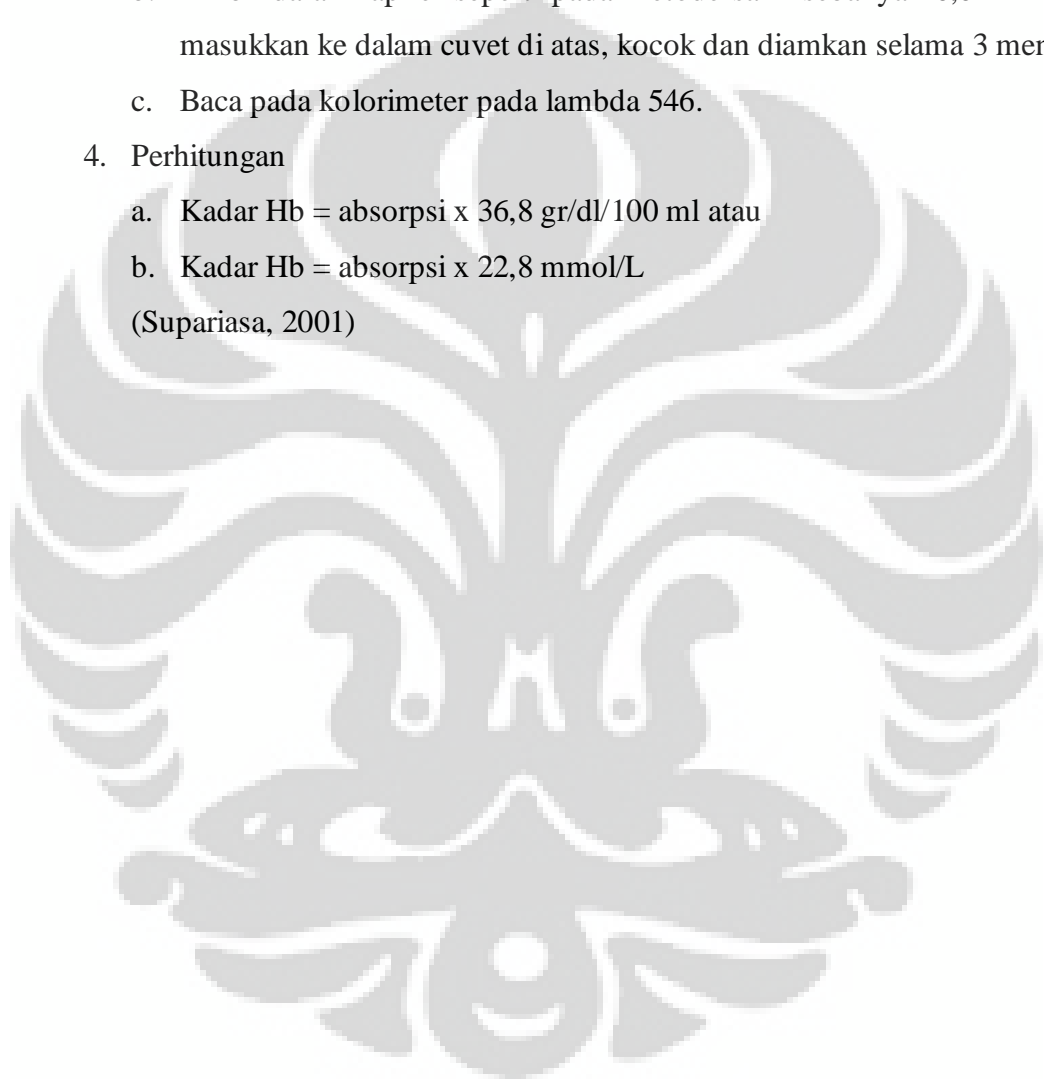 masukkan ke dalam cuvet di atas, kocok dan diamkan selama 3
c. Baca pada kolorimeter pada lambda 546.
4. Perhitungan
a. Kadar Hb = absorpsi x 36,8 gr/dl/100 ml atau
b. Kadar Hb = absorpsi x 22,8 mmol/L
(Supariasa, 2001)